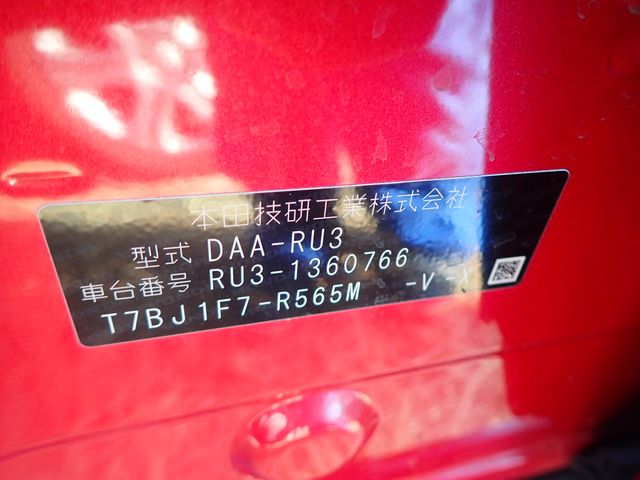 本田技研工業株式会社
型式 DAA-RU3
車台番号 RU3-1360766
T7BJ1F7-R565M -V -X